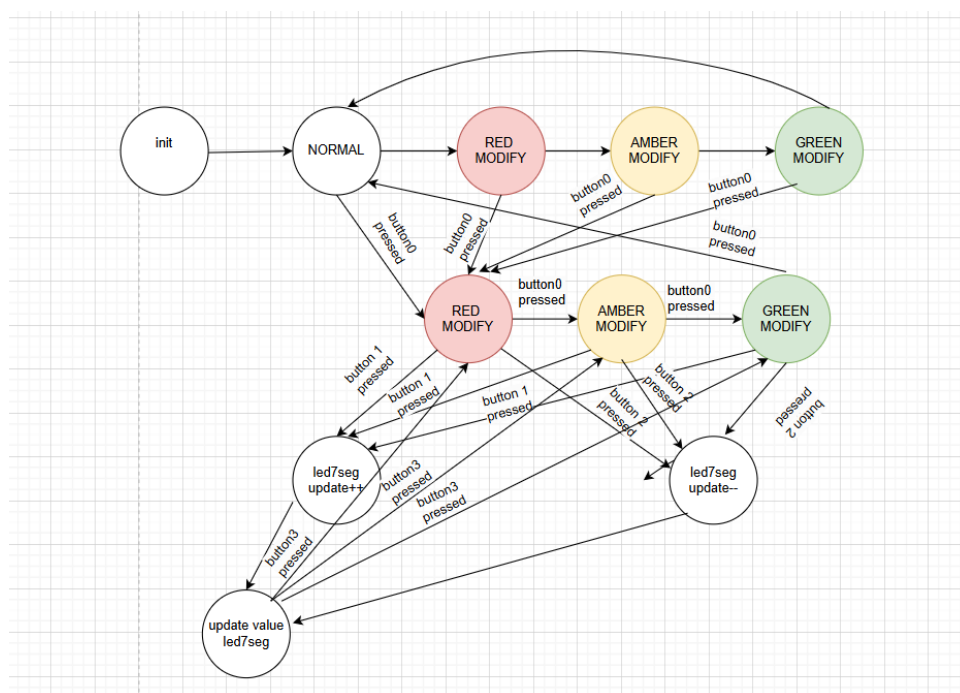 init
NORMAL
RED
MODIFY
AMBER
MODIFY
GREEN
MODIFY
button0
pressed
button0
pressed
button0
pressed
button0
pressed
button0
pressed
RED
MODIFY
button0
pressed
AMBER
MODIFY
button0
pressed
GREEN
MODIFY
button 1
pressed
button 1
pressed
button 1
pressed
button 2
pressed
button 2
pressed
button 2
pressed
led7seg
update++
button3
pressed
button3
pressed
led7seg
update--
button3
pressed
update value
led7seg